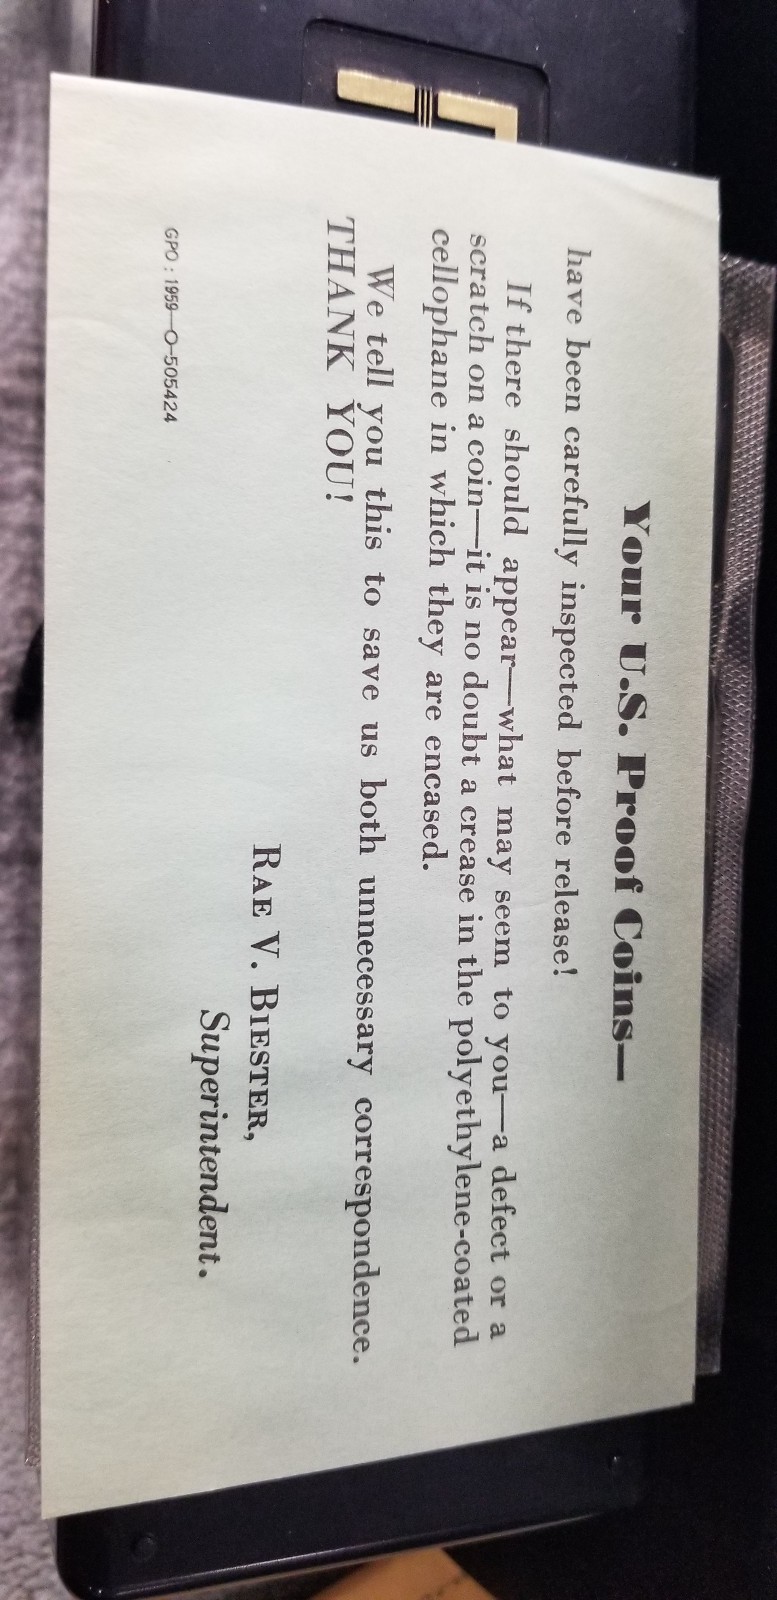 Your U.S. Proof Coins—
have been carefully inspected before release!
If there should appear—what may seem to you—a defect or a
scratch on a coin—it is no doubt a crease in the polyethylene-coated
cellophane in which they are encased.
We tell you this to save us both unnecessary correspondence.
THANK YOU!
RAE V. BIESTER,
Superintendent.
GPO : 1959—O-505424